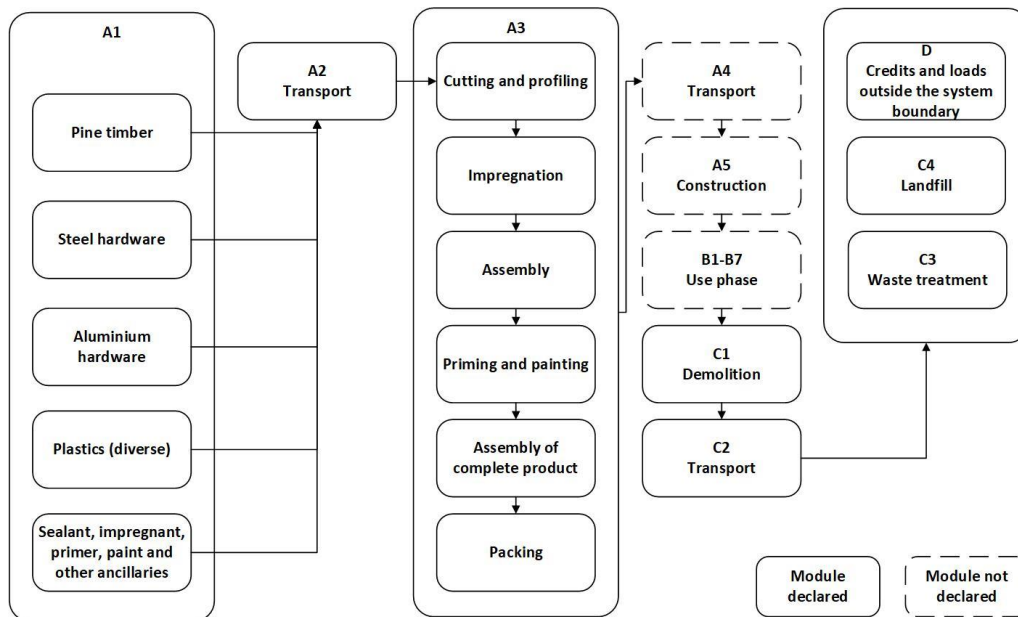 A1
Pine timber
Steel hardware
Aluminium
hardware
Plastics (diverse)
Sealant, impregnant,
primer, paint and
other ancillaries
A2
Transport
A3
Cutting and profiling
Impregnation
Assembly
Priming and painting
Assembly of
complete product
Packing
A4
Transport
A5
Construction
B1-B7
Use phase
C1
Demolition
C2
Transport
D
Credits and loads
outside the system
boundary
C4
Landfill
C3
Waste treatment
Module
declared
Module not
declared